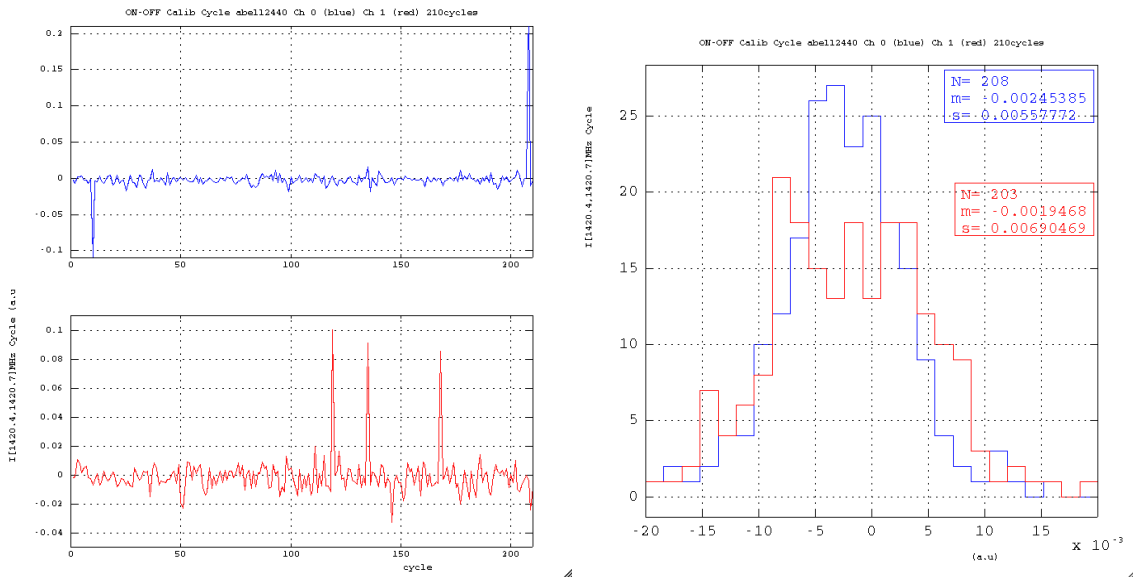 ON-OFF Calib Cycle abell2440 Ch 0 (blue) Ch 1 (red) 210cycles
0.2
0.15
0.1
0.05
0
-0.05
-0.1
0 50 100 150 200
I[1420.4,1420.7]MHz Cycle (a.u
0.1
0.08
0.06
0.04
0.02
0
-0.02
-0.04
0 50 100 150 200
cycle
ON-OFF Calib Cycle abell2440 Ch 0 (blue) Ch 1 (red) 210cycles
I[1420.4,1420.7]MHz Cycle
25
20
15
10
5
0
N= 208
m= -0.00245385
s= 0.00557772
N= 203
m= -0.0019468
s= 0.00690469
-20 -15 -10 -5 0 5 10 15
x 10⁻³
(a.u)